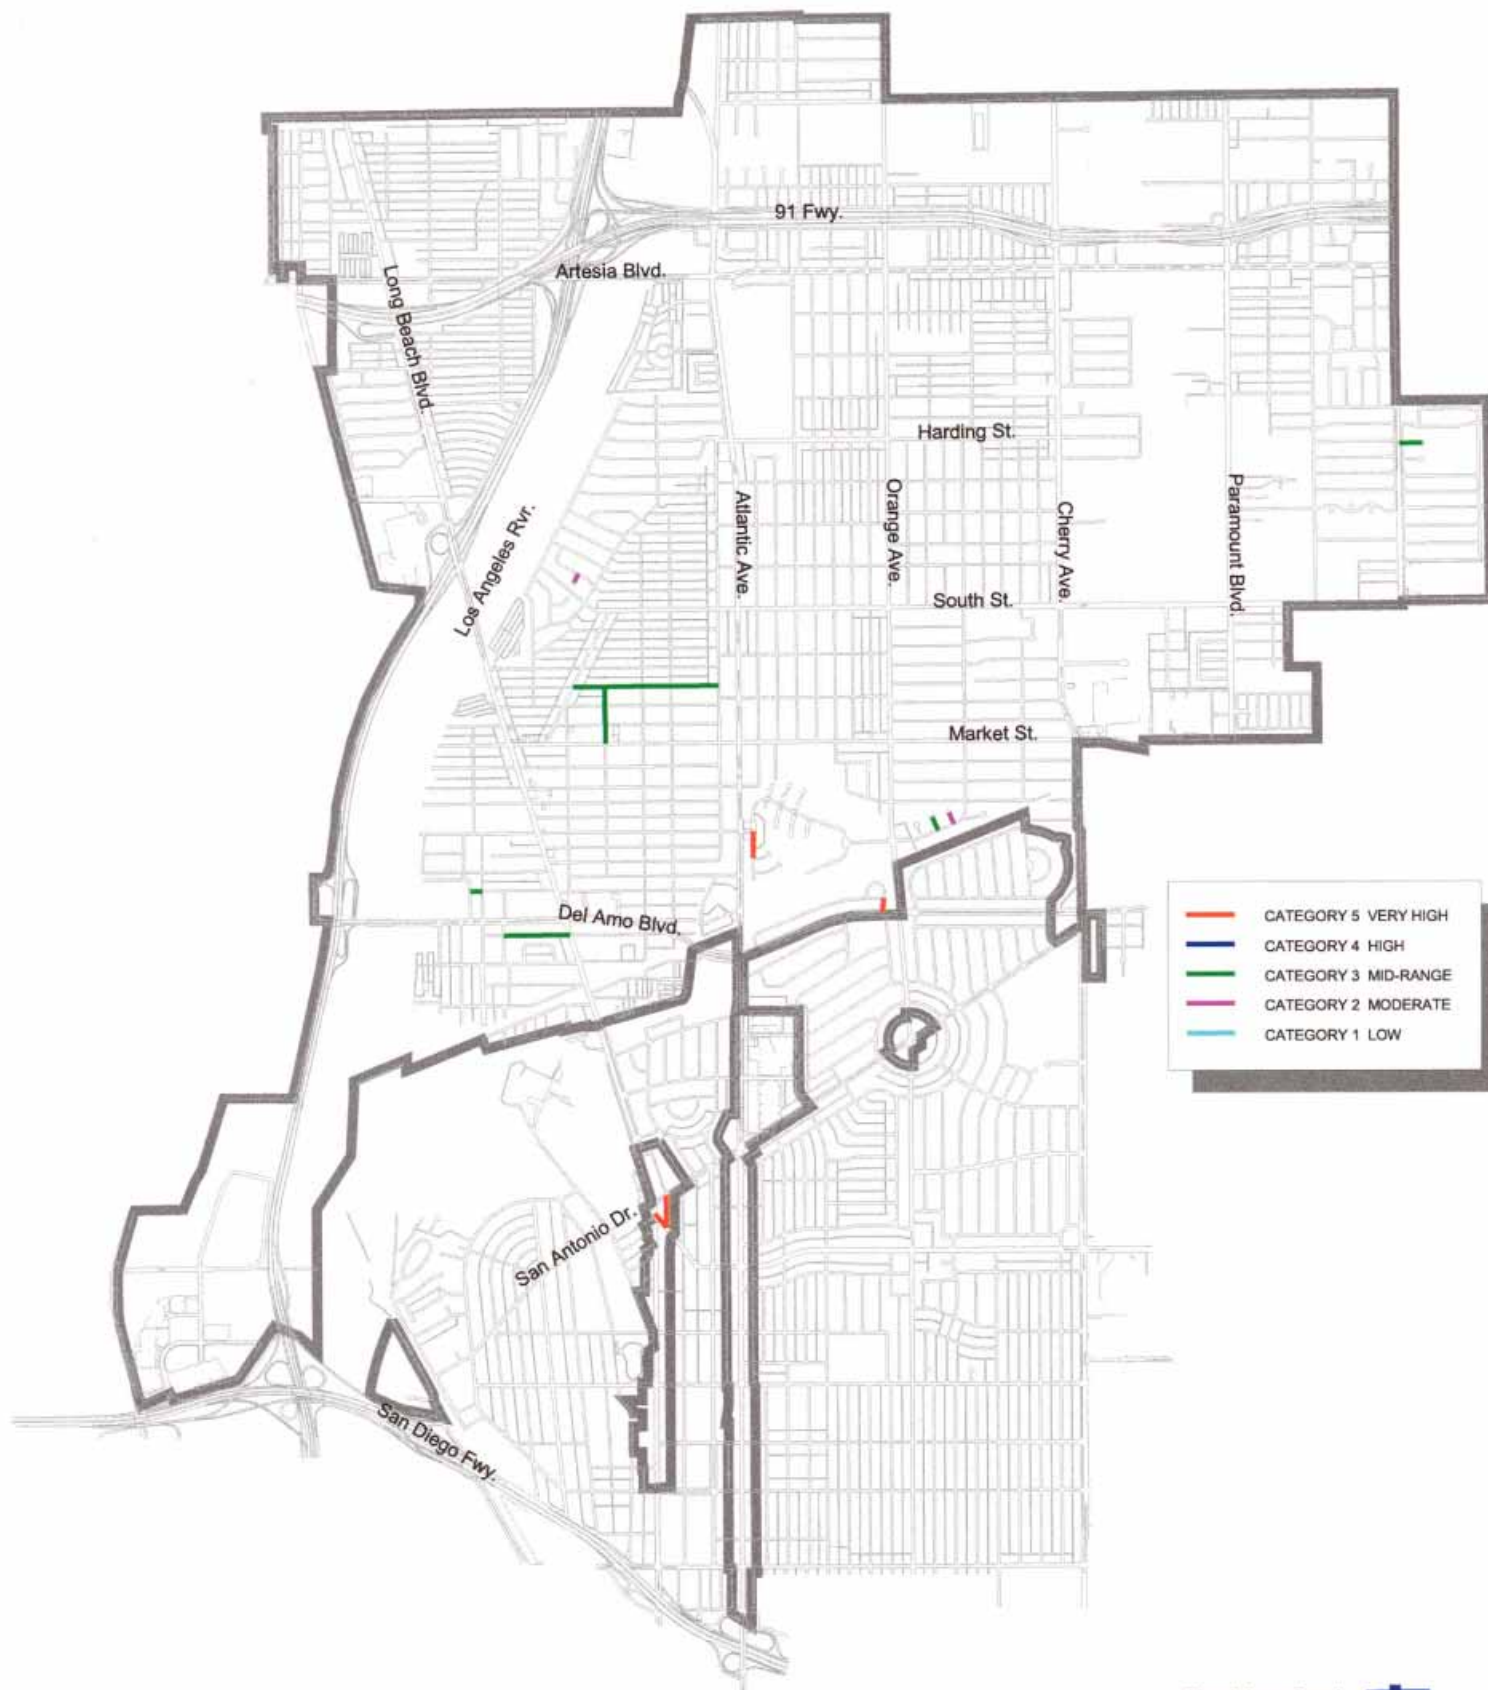 91 Fwy.
Artesia Blvd.
Long Beach Blvd.
Harding St.
Los Angeles Rvr.
Atlantic Ave.
Orange Ave.
Cherry Ave.
Paramount Blvd.
South St.
Market St.
Del Amo Blvd.
CATEGORY 5 VERY HIGH
CATEGORY 4 HIGH
CATEGORY 3 MID-RANGE
CATEGORY 2 MODERATE
CATEGORY 1 LOW
San Antonio Dr.
San Diego Fwy.